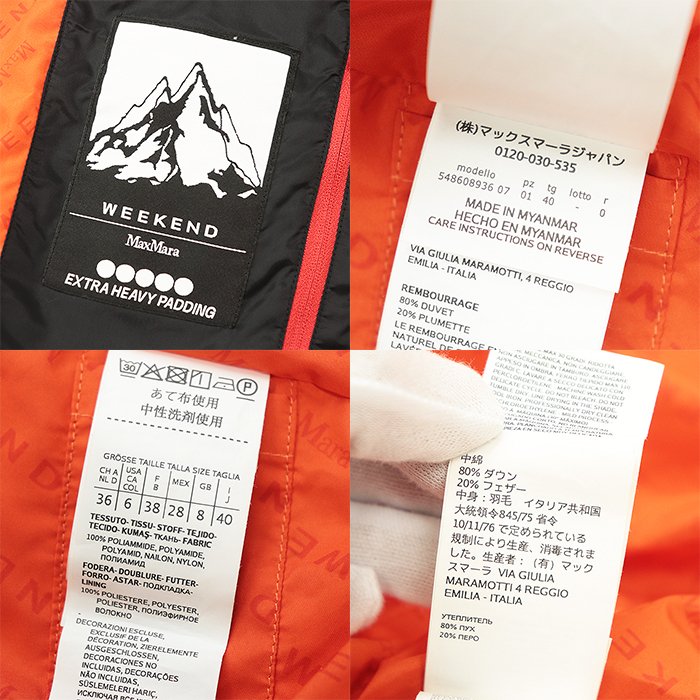 WEEKEND
MaxMara
EXTRA HEAVY PADDING
(株)マックスマーラジャパン
0120-030-535
modello pz tg lotto r
548608936 07 01 40 - 0
MADE IN MYANMAR
HECHO EN MYANMAR
CARE INSTRUCTIONS ON REVERSE
VIA GIULIA MARAMOTTI, 4 REGGIO
EMILIA - ITALIA
REMBOURRAGE
80% DUVET
20% PLUMETTE
LE REMBOURRAGE EN
NATUREL DE
30
P
あて布使用
中性洗剤使用
GRÖSSE TAILLE TALLA SIZE TAGLIA
CH A NL D
USA CA COL
F B
MEX
GB
I J
36 6 38 28 8 40
TESSUTO- TISSU- STOFF- TEJIDO-
TECIDO- KUMAŞ- ТКАНЬ- FABRIC
100% POLIAMMIDE, POLYAMIDE,
POLYAMID, NAILON, NYLON,
ПОЛИАМИД
FODERA- DOUBLURE- FUTTER-
FORRO- ASTAR- ПОДКЛАДКА-
LINING
100% POLIESTERE, POLYESTER,
POLIESTER, ПОЛИЭФИРНОЕ
ВОЛОКНО
DECORAZIONI ESCLUSE,
EXCLUSIF DE LA
DÉCORATION, ZIERELEMENTE
AUSGESCHLOSSEN,
DECORACIONES NO
INCLUIDAS, DECORAÇÕES
NÃO INCLUIDAS,
SÜSLEMELERI HARIÇ,
中綿
80% ダウン
20% フェザー
中身：羽毛 イタリア共和国
大統領令845/75 省令
10/11/76 で定められている
規制により生産、消毒されま
した。生産者：（有）マック
スマーラ VIA GIULIA
MARAMOTTI 4 REGGIO
EMILIA - ITALIA
УТЕПЛИТЕЛЬ
80% ПУХ
20% ПЕРО